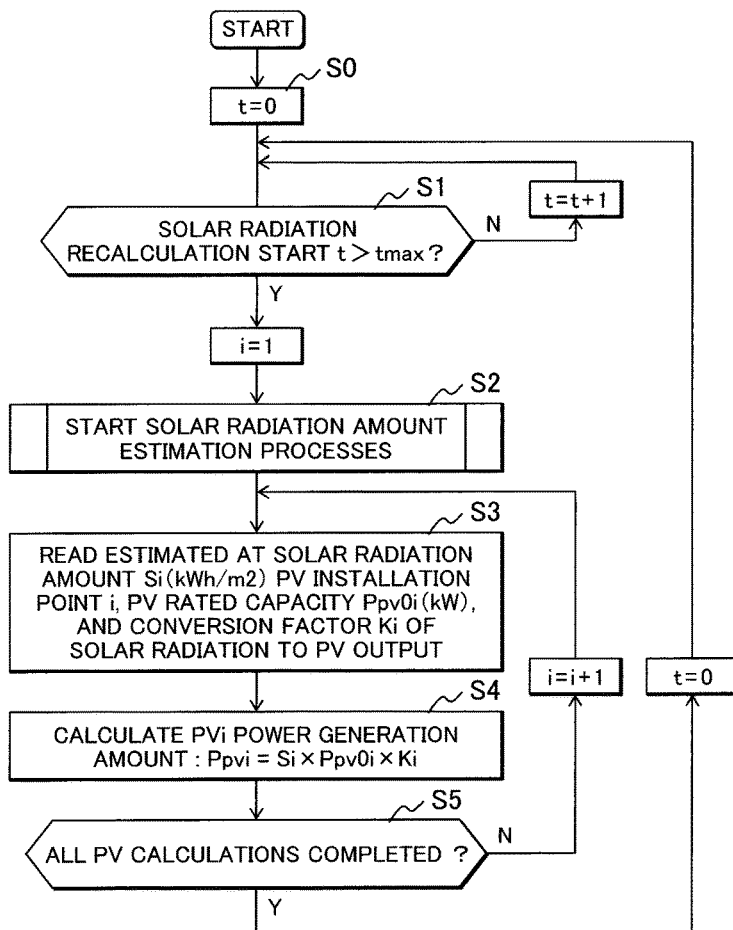 START
S0
t=0
S1
SOLAR RADIATION
RECALCULATION START t>tmax?
N
t=t+1
Y
i=1
S2
START SOLAR RADIATION AMOUNT
ESTIMATION PROCESSES
S3
READ ESTIMATED AT SOLAR RADIATION
AMOUNT Si(kWh/m2) PV INSTALLATION
POINT i, PV RATED CAPACITY Ppv0i(kW),
AND CONVERSION FACTOR Ki OF
SOLAR RADIATION TO PV OUTPUT
i=i+1
t=0
S4
CALCULATE PVi POWER GENERATION
AMOUNT : Ppvi = Si×Ppv0i×Ki
S5
ALL PV CALCULATIONS COMPLETED ?
N
Y